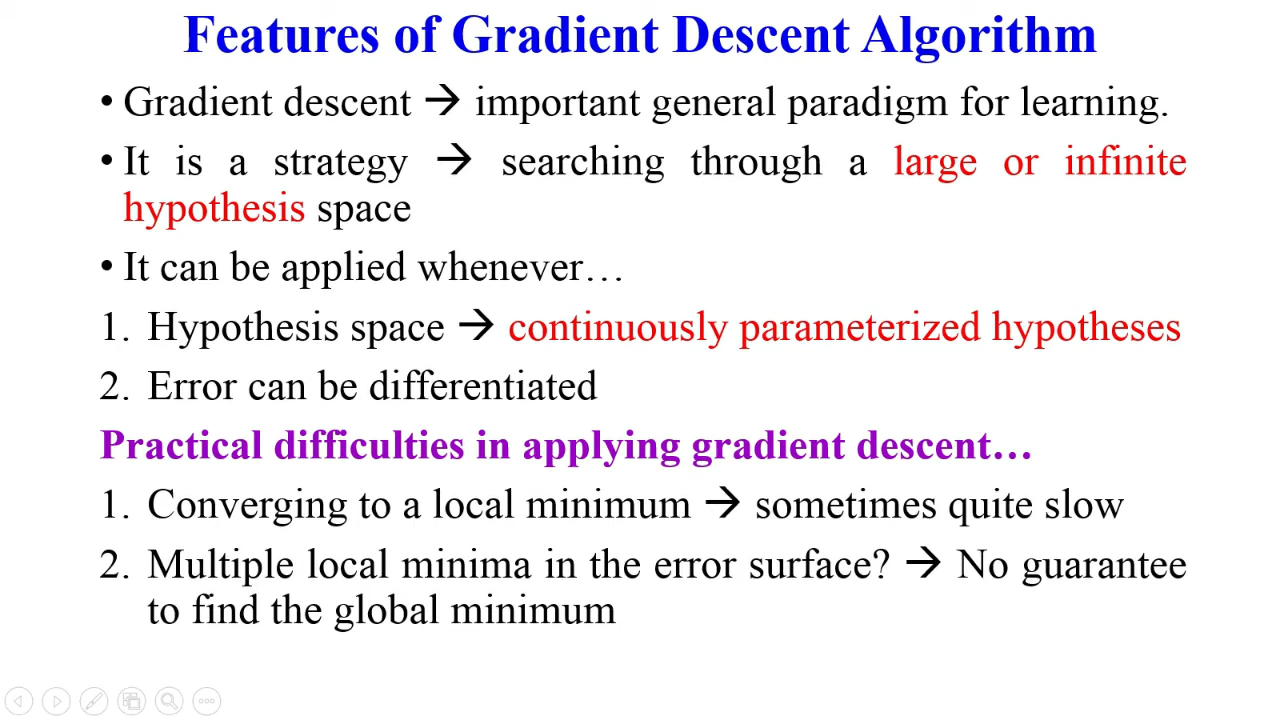 Features of Gradient Descent Algorithm
• Gradient descent → important general paradigm for learning.
• It is a strategy → searching through a large or infinite
hypothesis space
• It can be applied whenever…
1. Hypothesis space → continuously parameterized hypotheses
2. Error can be differentiated
Practical difficulties in applying gradient descent…
1. Converging to a local minimum → sometimes quite slow
2. Multiple local minima in the error surface? → No guarantee
to find the global minimum